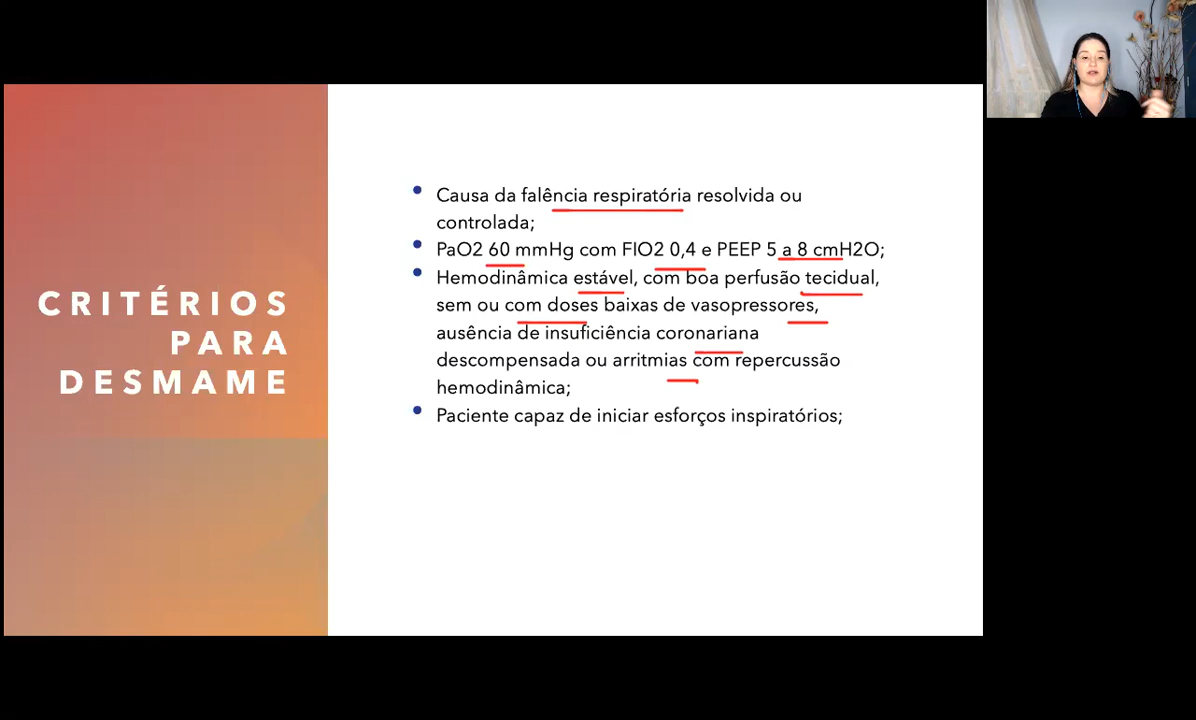 CRITÉRIOS
PARA
DESMAME
• Causa da falência respiratória resolvida ou
controlada;
• PaO2 60 mmHg com FIO2 0,4 e PEEP 5 a 8 cmH2O;
• Hemodinâmica estável, com boa perfusão tecidual,
sem ou com doses baixas de vasopressores,
ausência de insuficiência coronariana
descompensada ou arritmias com repercussão
hemodinâmica;
• Paciente capaz de iniciar esforços inspiratórios;